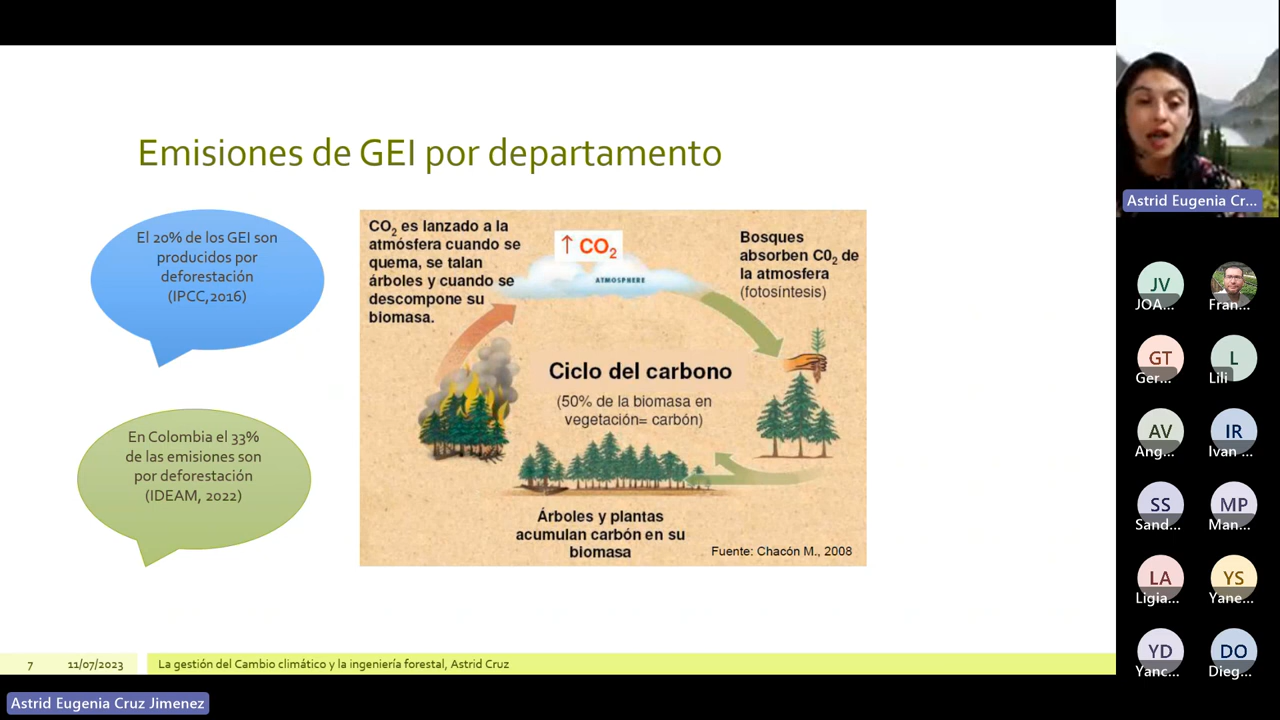 Emisiones de GEI por departamento
El 20% de los GEI son
producidos por
deforestación
(IPCC,2016)
En Colombia el 33%
de las emisiones son
por deforestación
(IDEAM, 2022)
CO2 es lanzado a la
atmósfera cuando se
quema, se talan
árboles y cuando se
descompone su
biomasa.
↑ CO2
ATMOSPHERE
Bosques
absorben C02 de
la atmosfera
(fotosíntesis)
Ciclo del carbono
(50% de la biomasa en
vegetación= carbón)
Árboles y plantas
acumulan carbón en su
biomasa
Fuente: Chacón M., 2008
7
11/07/2023
La gestión del Cambio climático y la ingeniería forestal, Astrid Cruz
Astrid Eugenia Cruz Jimenez
Astrid Eugenia Cr...
JV
JOA...
Fran...
GT
Ger...
L
Lili
AV
Ang...
IR
Ivan ...
SS
Sand...
MP
Man...
LA
Ligia...
YS
Yane...
YD
Yanc...
DO
Dieg...